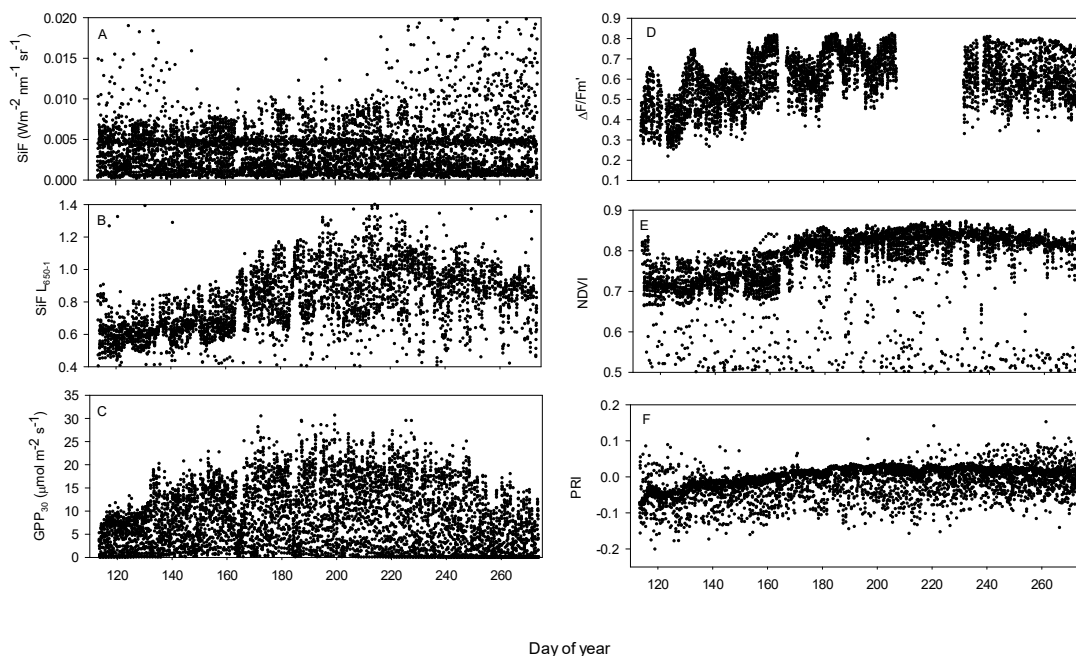 A
SiF (Wm⁻² nm⁻¹ sr⁻¹)
0.020
0.015
0.010
0.005
0.000
B
SiF L₆₅₀₋₁
1.4
1.2
1.0
0.8
0.6
0.4
C
GPP₃₀ (μmol m⁻² s⁻¹)
35
30
25
20
15
10
5
0
120 140 160 180 200 220 240 260
D
ΔF/Fm'
0.9
0.8
0.7
0.6
0.5
0.4
0.3
0.2
0.1
E
NDVI
0.9
0.8
0.7
0.6
0.5
F
PRI
0.2
0.1
0.0
-0.1
-0.2
120 140 160 180 200 220 240 260
Day of year